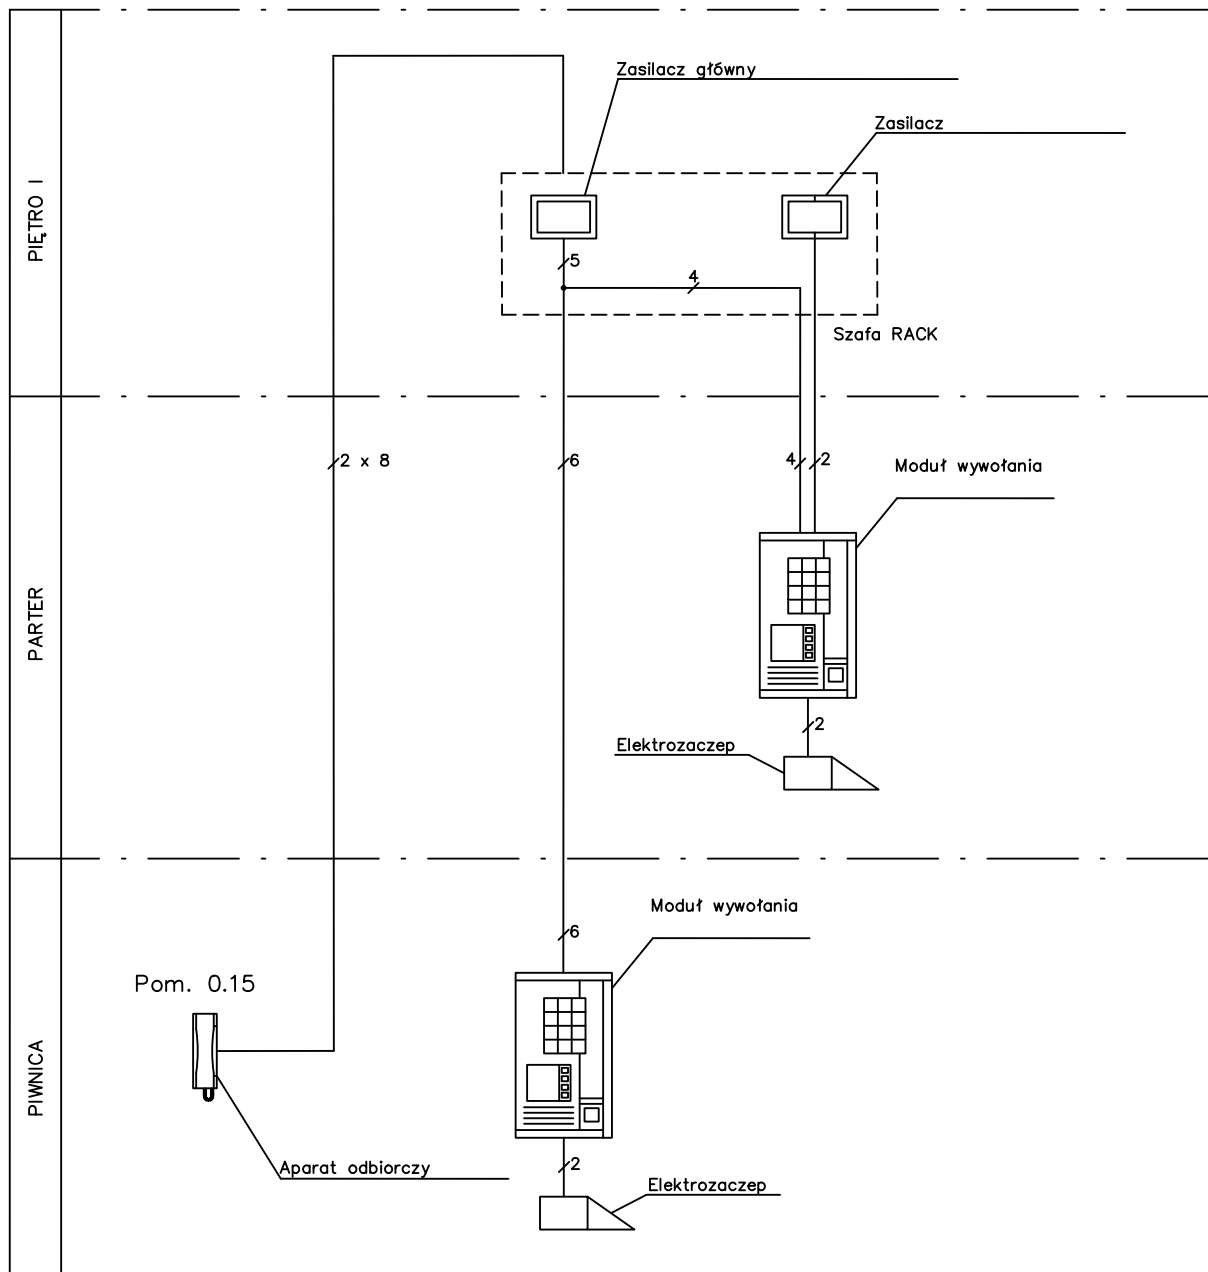 Zasilacz główny
Zasilacz
PIĘTRO I
5
4
Szafa RACK
2 x 8
6
4
2
Moduł wywołania
PARTER
2
Elektrozaczep
Moduł wywołania
6
Pom. 0.15
PIWNICA
2
Aparat odbiorczy
Elektrozaczep